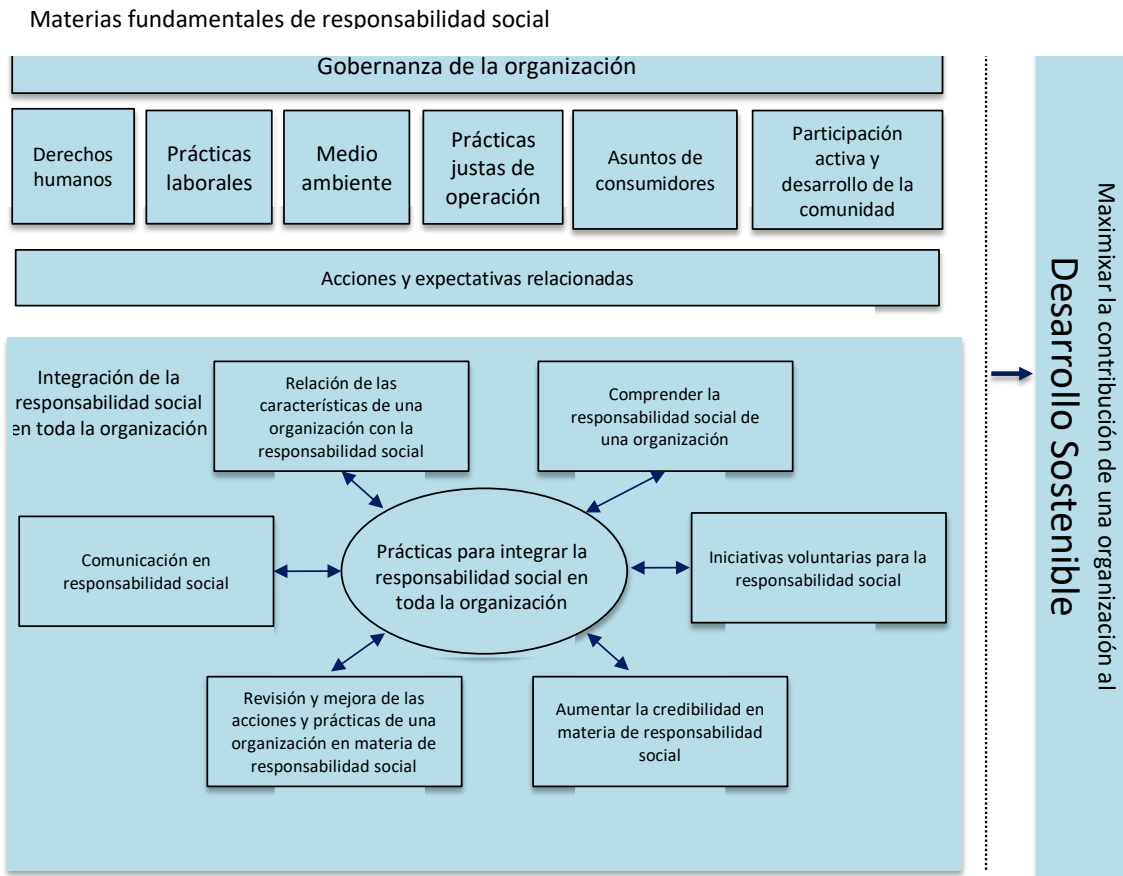 Materias fundamentales de responsabilidad social
Gobernanza de la organización
Derechos
humanos
Prácticas
laborales
Medio
ambiente
Prácticas
justas de
operación
Asuntos de
consumidores
Participación
activa y
desarrollo de la
comunidad
Acciones y expectativas relacionadas
Integración de la
responsabilidad social
en toda la organización
Relación de las
características de una
organización con la
responsabilidad social
Comprender la
responsabilidad social de
una organización
Comunicación en
responsabilidad social
Prácticas para integrar la
responsabilidad social en
toda la organización
Iniciativas voluntarias para la
responsabilidad social
Revisión y mejora de las
acciones y prácticas de una
organización en materia de
responsabilidad social
Aumentar la credibilidad en
materia de responsabilidad
social
Maximixar la contribución de una organización al
Desarrollo Sostenible